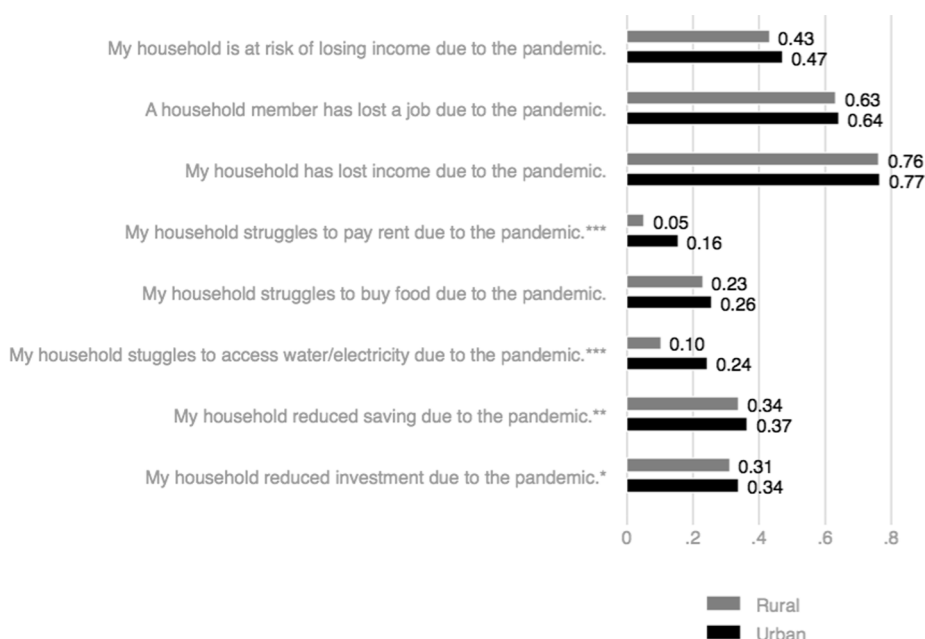 My household is at risk of losing income due to the pandemic.
0.43
0.47
A household member has lost a job due to the pandemic.
0.63
0.64
My household has lost income due to the pandemic.
0.76
0.77
My household struggles to pay rent due to the pandemic.***
0.05
0.16
My household struggles to buy food due to the pandemic.
0.23
0.26
My household stuggles to access water/electricity due to the pandemic.***
0.10
0.24
My household reduced saving due to the pandemic.**
0.34
0.37
My household reduced investment due to the pandemic.*
0.31
0.34
0 .2 .4 .6 .8
Rural
Urban